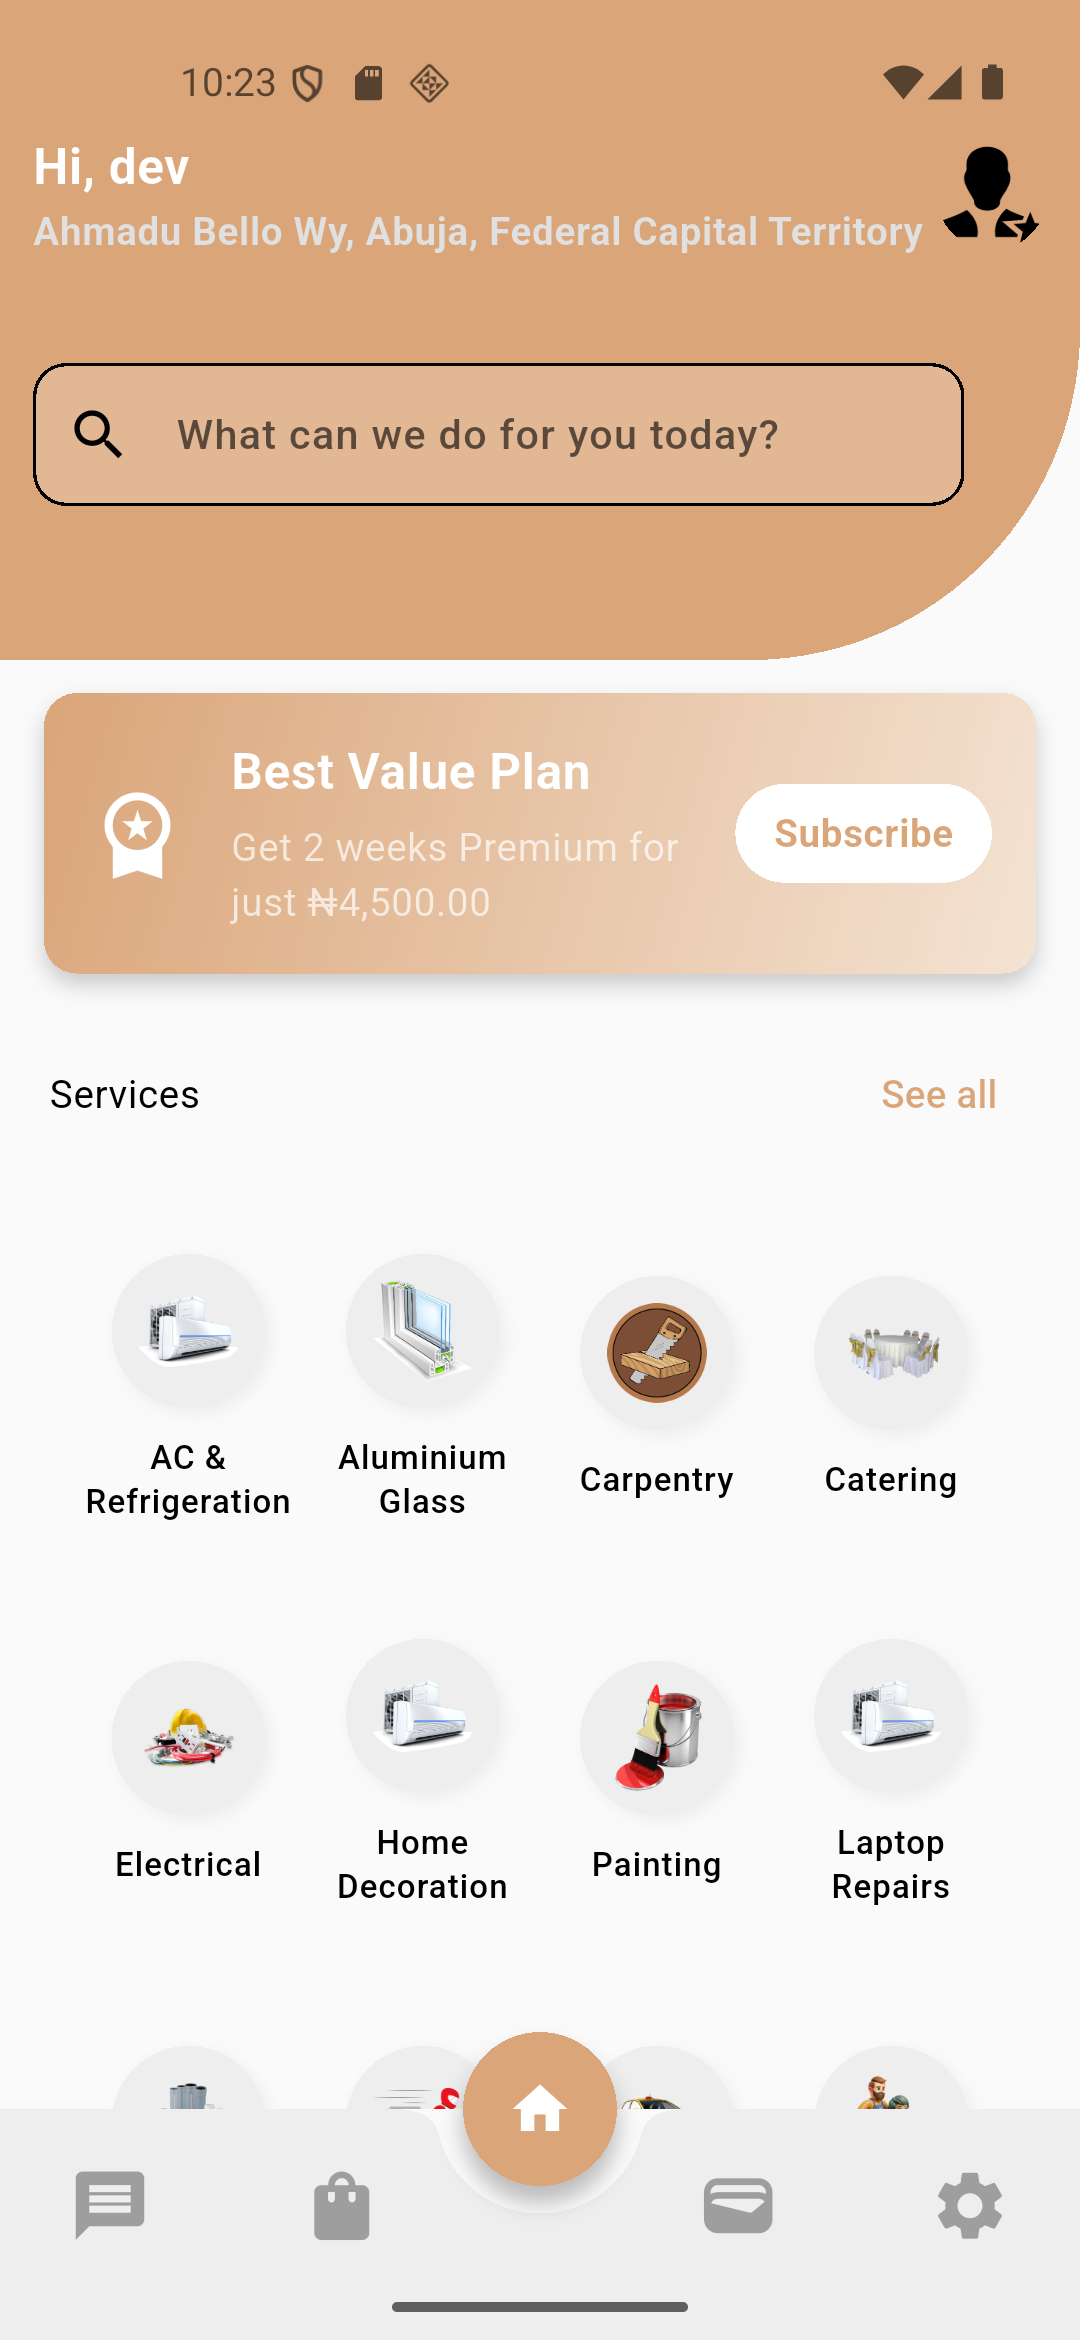 10:23
Hi, dev
Ahmadu Bello Wy, Abuja, Federal Capital Territory
What can we do for you today?
Best Value Plan
Get 2 weeks Premium for
just ₦4,500.00
Subscribe
Services
See all
AC &
Refrigeration
Aluminium
Glass
Carpentry
Catering
Electrical
Home
Decoration
Painting
Laptop
Repairs